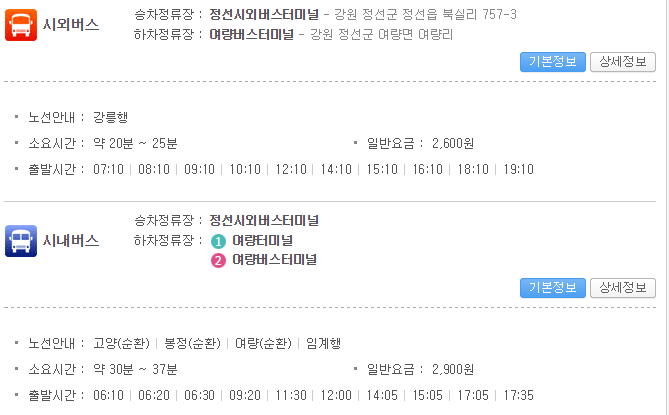 시외버스
승차정류장 : 정선시외버스터미널 - 강원 정선군 정선읍 북실리 757-3
하차정류장 : 여량버스터미널 - 강원 정선군 여량면 여량리
기본정보 상세정보
노선안내 : 강릉행
소요시간 : 약 20분 ~ 25분 일반요금 : 2,600원
출발시간 : 07:10 | 08:10 | 09:10 | 10:10 | 12:10 | 14:10 | 15:10 | 16:10 | 18:10 | 19:10
시내버스
승차정류장 : 정선시외버스터미널
하차정류장 : 1 여량터미널
2 여량버스터미널
기본정보 상세정보
노선안내 : 고양(순환) | 봉정(순환) | 여량(순환) | 임계행
소요시간 : 약 30분 ~ 37분 일반요금 : 2,900원
출발시간 : 06:10 | 06:20 | 06:30 | 09:20 | 11:30 | 12:00 | 14:05 | 15:05 | 17:05 | 17:35